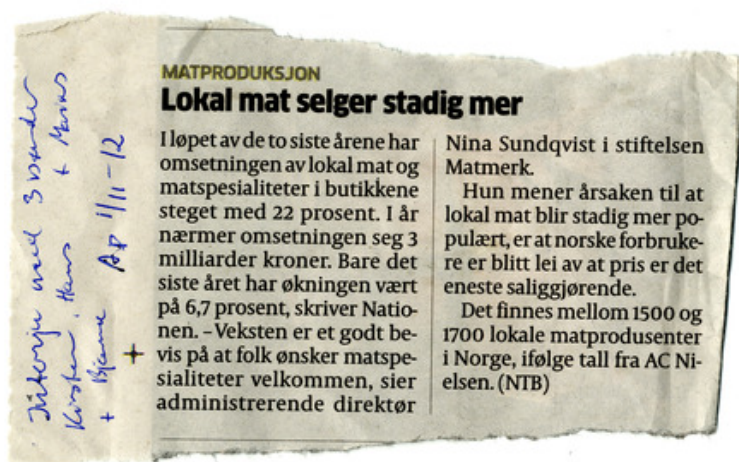 MATPRODUKSJON
Lokal mat selger stadig mer
I løpet av de to siste årene har
omsetningen av lokal mat og
matspesialiteter i butikkene
steget med 22 prosent. I år
nærmer omsetningen seg 3
milliarder kroner. Bare det
siste året har økningen vært
på 6,7 prosent, skriver Natio-
nen. – Veksten er et godt be-
vis på at folk ønsker matspe-
sialiteter velkommen, sier
administrerende direktør
Nina Sundqvist i stiftelsen
Matmerk.
Hun mener årsaken til at
lokal mat blir stadig mer po-
pulært, er at norske forbruke-
re er blitt lei av at pris er det
eneste saliggjørende.
Det finnes mellom 1500 og
1700 lokale matprodusenter
i Norge, ifølge tall fra AC Ni-
elsen. (NTB)
med 3
Kirsten, Hans +
+ Bjarne Ap 1/11-12